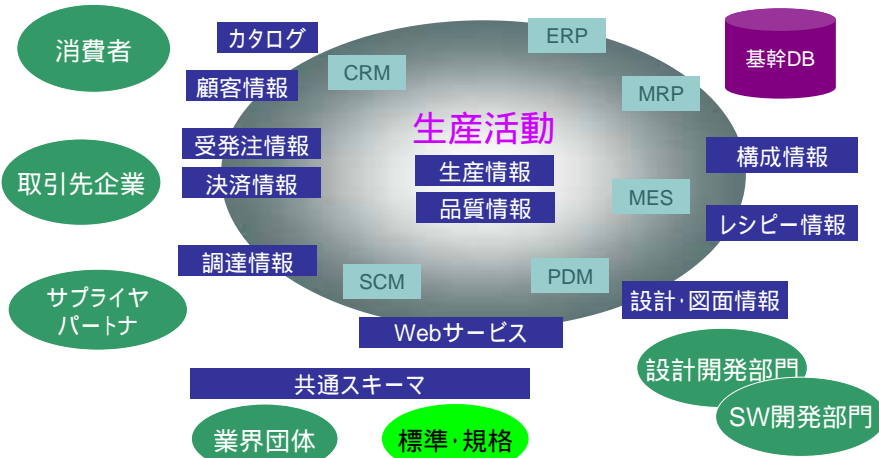 消費者
カタログ
ERP
基幹DB
CRM
顧客情報
MRP
生産活動
受発注情報
構成情報
取引先企業
決済情報
生産情報
MES
品質情報
レシピー情報
調達情報
SCM
PDM
サプライヤ
パートナ
設計・図面情報
Webサービス
設計開発部門
共通スキーマ
SW開発部門
業界団体
標準・規格